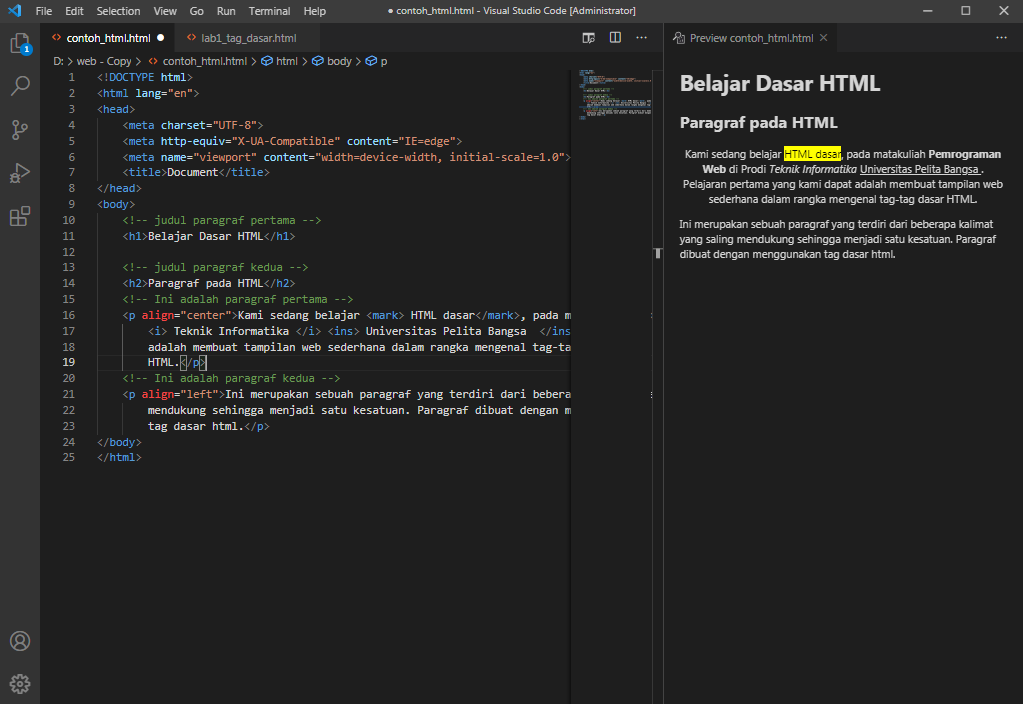 File Edit Selection View Go Run Terminal Help ● contoh_html.html - Visual Studio Code [Administrator]
1
<> contoh_html.html ●
<> lab1_tag_dasar.html
Preview contoh_html.html ×
D: > web - Copy > <> contoh_html.html > html > body > p
1 <!DOCTYPE html>
2 <html lang="en">
3 <head>
4 <meta charset="UTF-8">
5 <meta http-equiv="X-UA-Compatible" content="IE=edge">
6 <meta name="viewport" content="width=device-width, initial-scale=1.0">
7 <title>Document</title>
8 </head>
9 <body>
10 <!-- judul paragraf pertama -->
11 <h1>Belajar Dasar HTML</h1>
12
13 <!-- judul paragraf kedua -->
14 <h2>Paragraf pada HTML</h2>
15 <!-- Ini adalah paragraf pertama -->
16 <p align="center">Kami sedang belajar <mark> HTML dasar</mark>, pada m
17 <i> Teknik Informatika </i> <ins> Universitas Pelita Bangsa </ins
18 adalah membuat tampilan web sederhana dalam rangka mengenal tag-ta
19 HTML.</p>
20 <!-- Ini adalah paragraf kedua -->
21 <p align="left">Ini merupakan sebuah paragraf yang terdiri dari bebera
22 mendukung sehingga menjadi satu kesatuan. Paragraf dibuat dengan m
23 tag dasar html.</p>
24 </body>
25 </html>
Belajar Dasar HTML
Paragraf pada HTML
Kami sedang belajar HTML dasar, pada matakuliah Pemrograman
Web di Prodi Teknik Informatika Universitas Pelita Bangsa .
Pelajaran pertama yang kami dapat adalah membuat tampilan web
sederhana dalam rangka mengenal tag-tag dasar HTML.
Ini merupakan sebuah paragraf yang terdiri dari beberapa kalimat
yang saling mendukung sehingga menjadi satu kesatuan. Paragraf
dibuat dengan menggunakan tag dasar html.